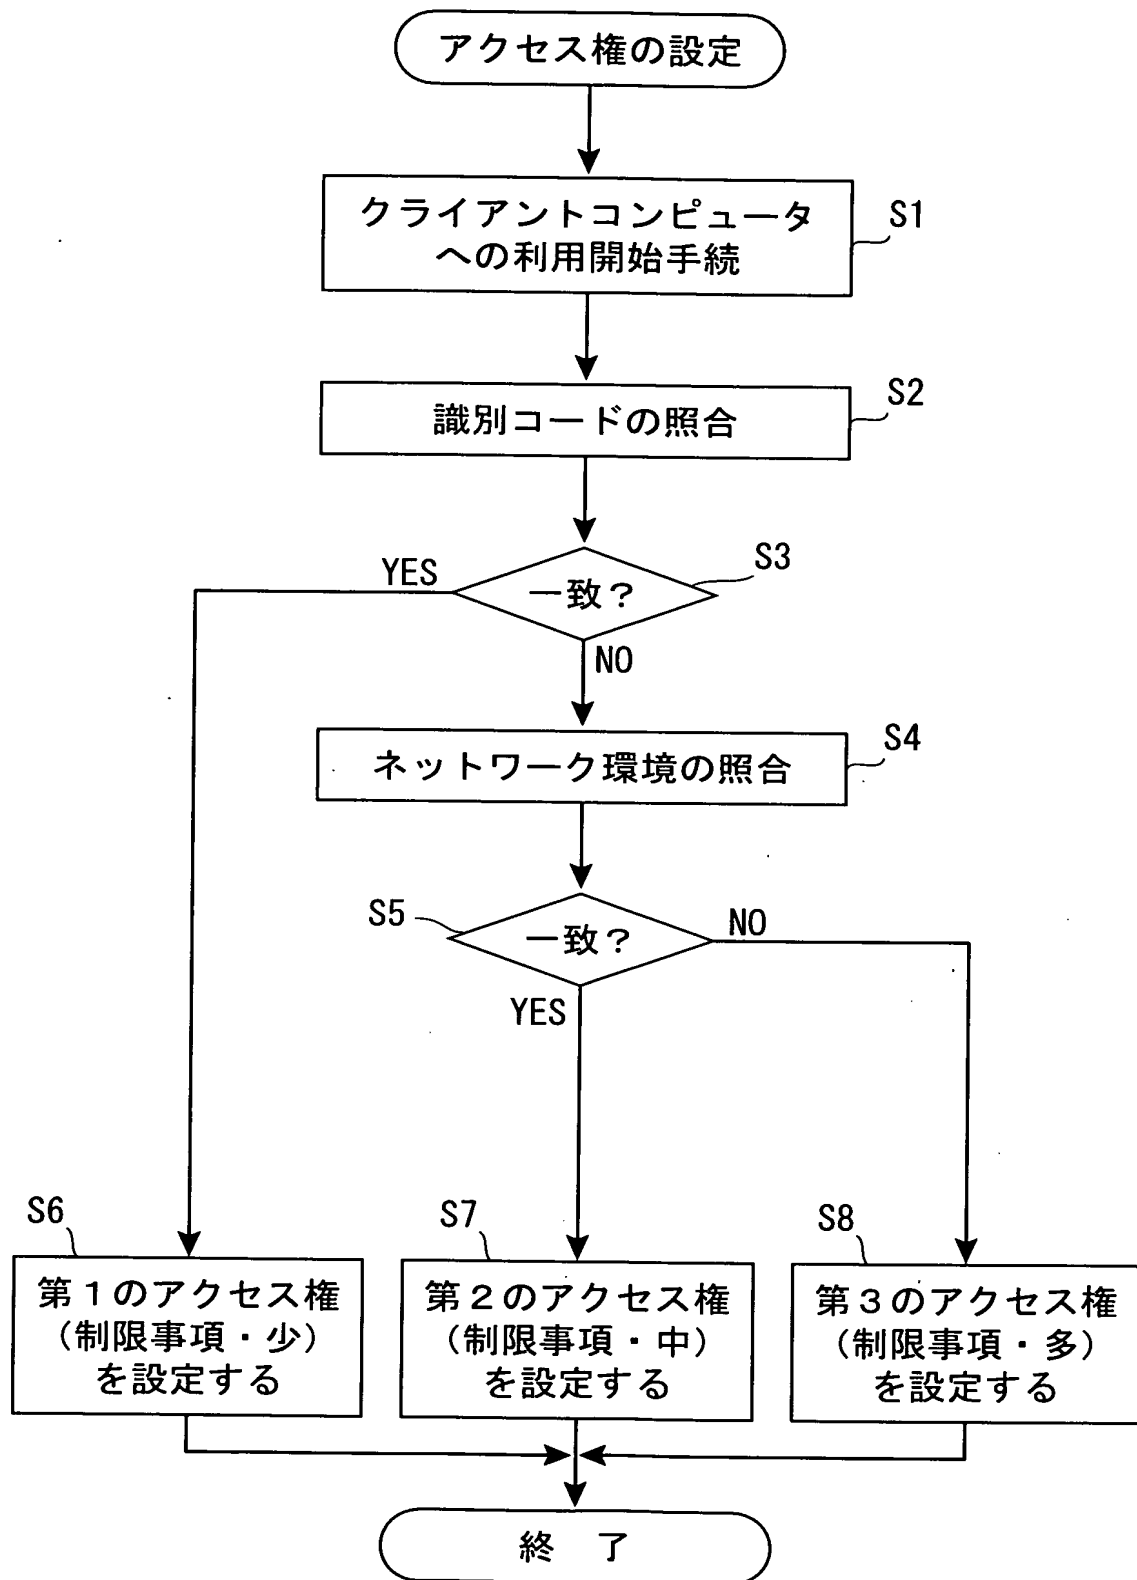 アクセス権の設定
クライアントコンピュータ
への利用開始手続
S1
識別コードの照合
S2
一致?
S3
YES
NO
ネットワーク環境の照合
S4
一致?
S5
NO
YES
S6
第1のアクセス権
(制限事項・少)
を設定する
S7
第2のアクセス権
(制限事項・中)
を設定する
S8
第3のアクセス権
(制限事項・多)
を設定する
終 了